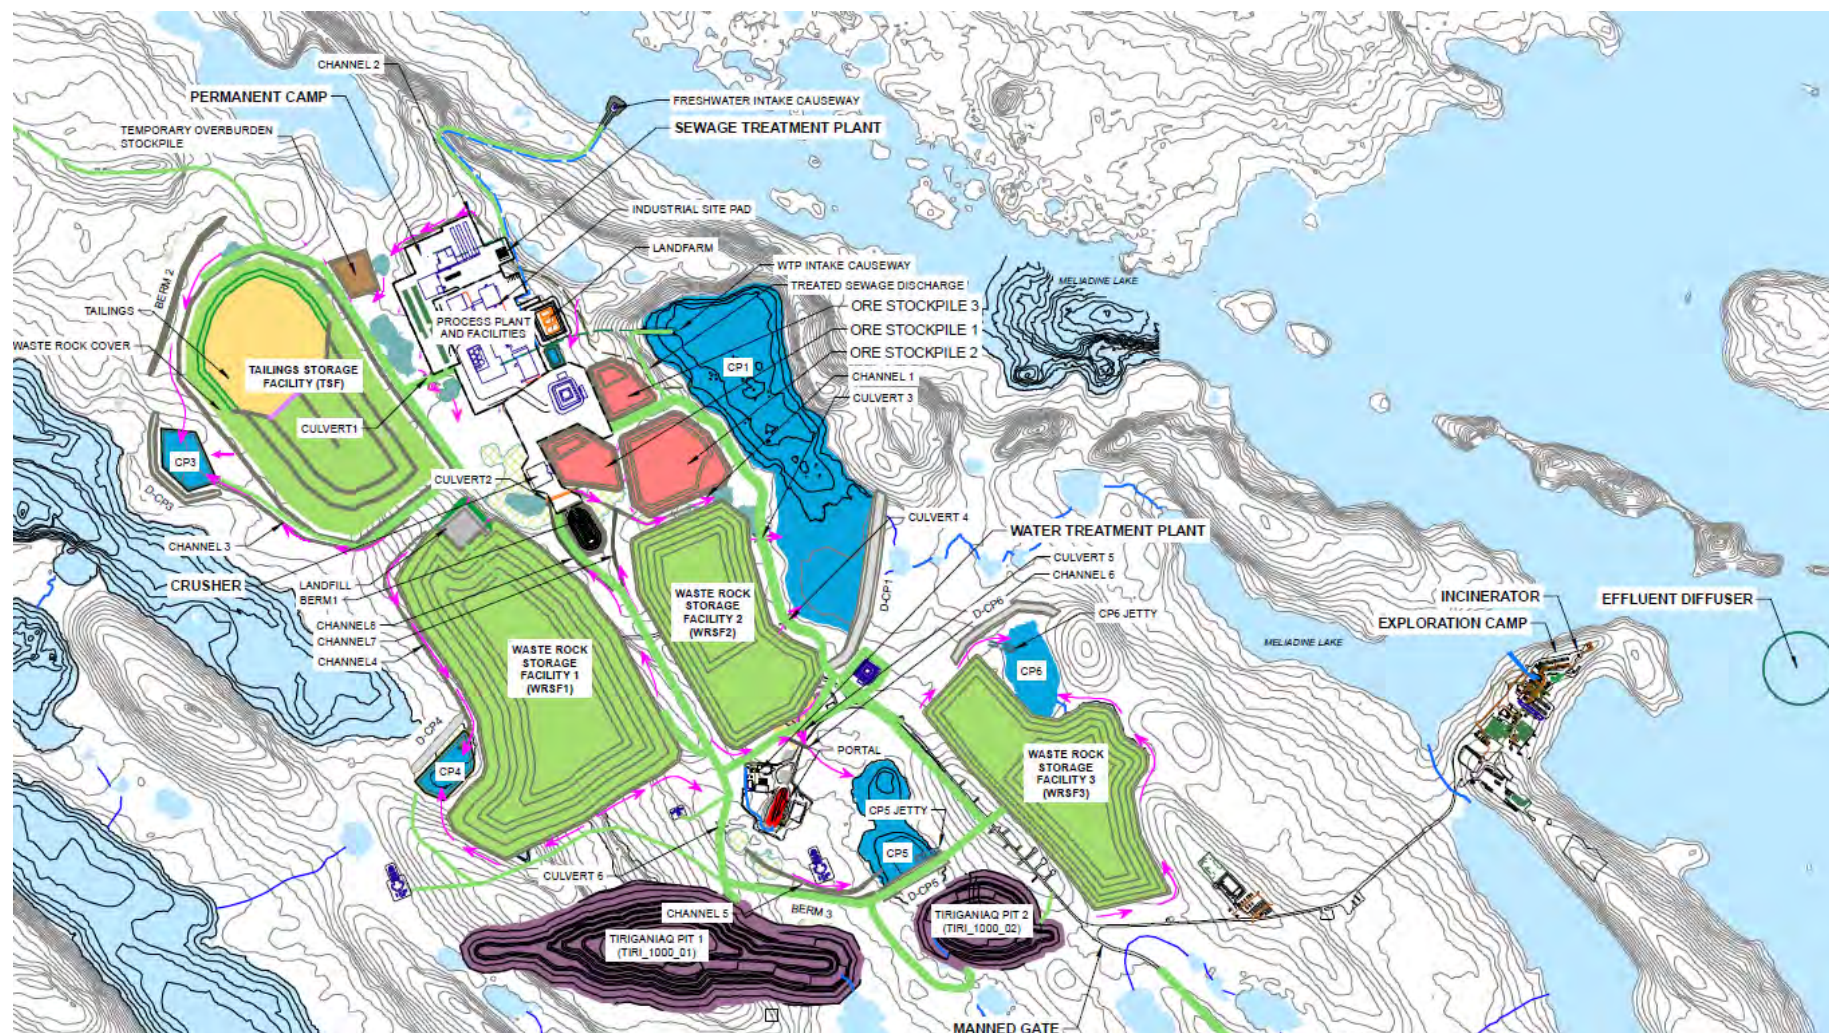 CHANNEL 2
PERMANENT CAMP
FRESHWATER INTAKE CAUSEWAY
SEWAGE TREATMENT PLANT
TEMPORARY OVERBURDEN
STOCKPILE
INDUSTRIAL SITE PAD
LANDFARM
WTP INTAKE CAUSEWAY
TREATED SEWAGE DISCHARGE
MELIADINE LAKE
BERM 2
ORE STOCKPILE 3
TAILINGS
PROCESS PLANT
AND FACILITIES
ORE STOCKPILE 1
WASTE ROCK COVER
ORE STOCKPILE 2
TAILINGS STORAGE
FACILITY (TSF)
CP1
CHANNEL 1
CULVERT 3
CULVERT1
CP3
D-CP3
CULVERT2
CULVERT 4
WATER TREATMENT PLANT
CHANNEL 3
CULVERT 5
CRUSHER
LANDFILL
CHANNEL 6
BERM1
D-CP1
D-CP6
CP6 JETTY
INCINERATOR
EFFLUENT DIFFUSER
WASTE ROCK
STORAGE
FACILITY 2
(WRSF2)
EXPLORATION CAMP
CHANNEL8
CHANNEL7
MELIADINE LAKE
CHANNEL4
WASTE ROCK
STORAGE
FACILITY 1
(WRSF1)
CP6
D-CP4
PORTAL
CP4
WASTE ROCK
STORAGE
FACILITY 3
(WRSF3)
CP5 JETTY
CP5
CULVERT 6
D-CP5
CHANNEL 5
BERM 3
TIRIGANIAQ PIT 2
(TIRI_1000_02)
TIRIGANIAQ PIT 1
(TIRI_1000_01)
MANNED GATE